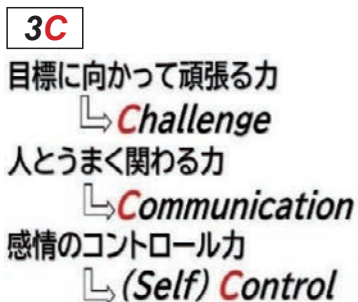 3C
目標に向かって頑張る力
Challenge
人とうまく関わる力
Communication
感情のコントロール力
(Self) Control